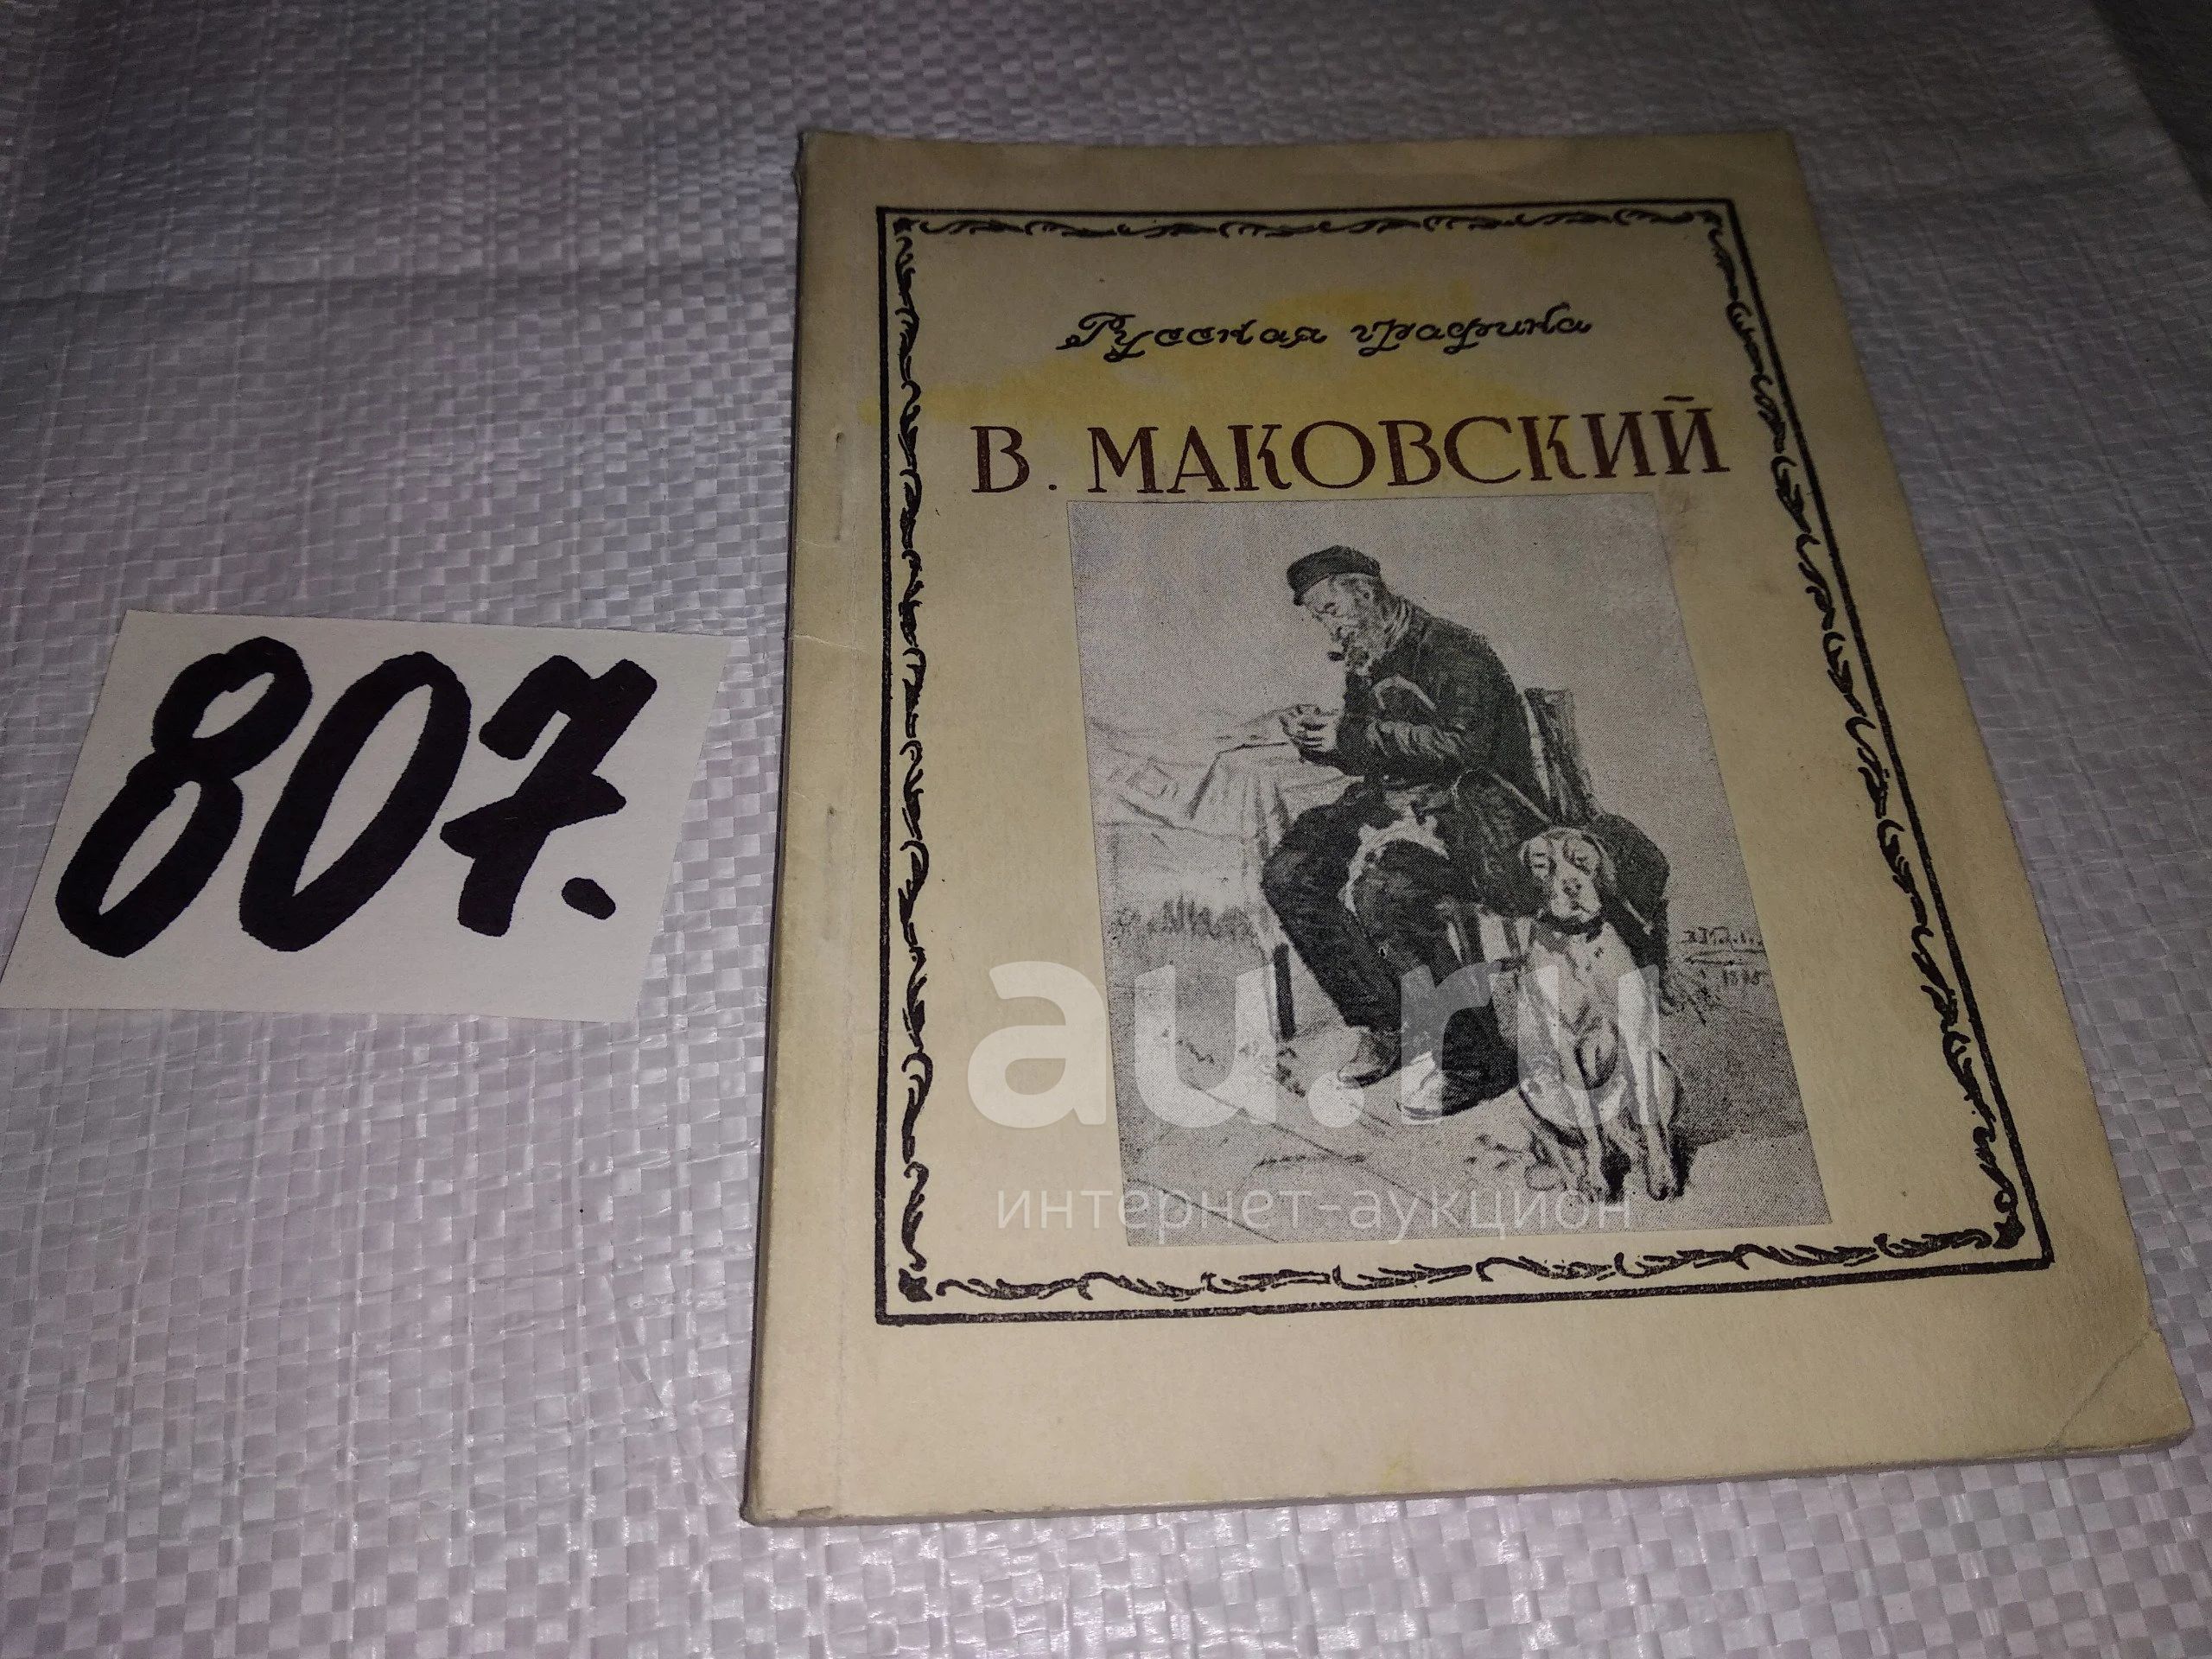 Русская графика
В. МАКОВСКИЙ
807.
au.ru
интернет-аукцион